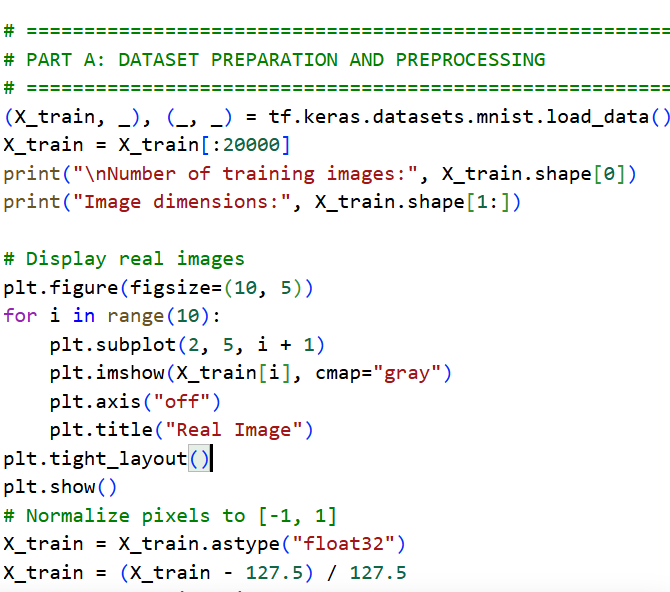 # ========================================================
# PART A: DATASET PREPARATION AND PREPROCESSING
# ========================================================
(X_train, _), (_, _) = tf.keras.datasets.mnist.load_data()
X_train = X_train[:20000]
print("\nNumber of training images:", X_train.shape[0])
print("Image dimensions:", X_train.shape[1:])

# Display real images
plt.figure(figsize=(10, 5))
for i in range(10):
    plt.subplot(2, 5, i + 1)
    plt.imshow(X_train[i], cmap="gray")
    plt.axis("off")
    plt.title("Real Image")
plt.tight_layout()
plt.show()
# Normalize pixels to [-1, 1]
X_train = X_train.astype("float32")
X_train = (X_train - 127.5) / 127.5